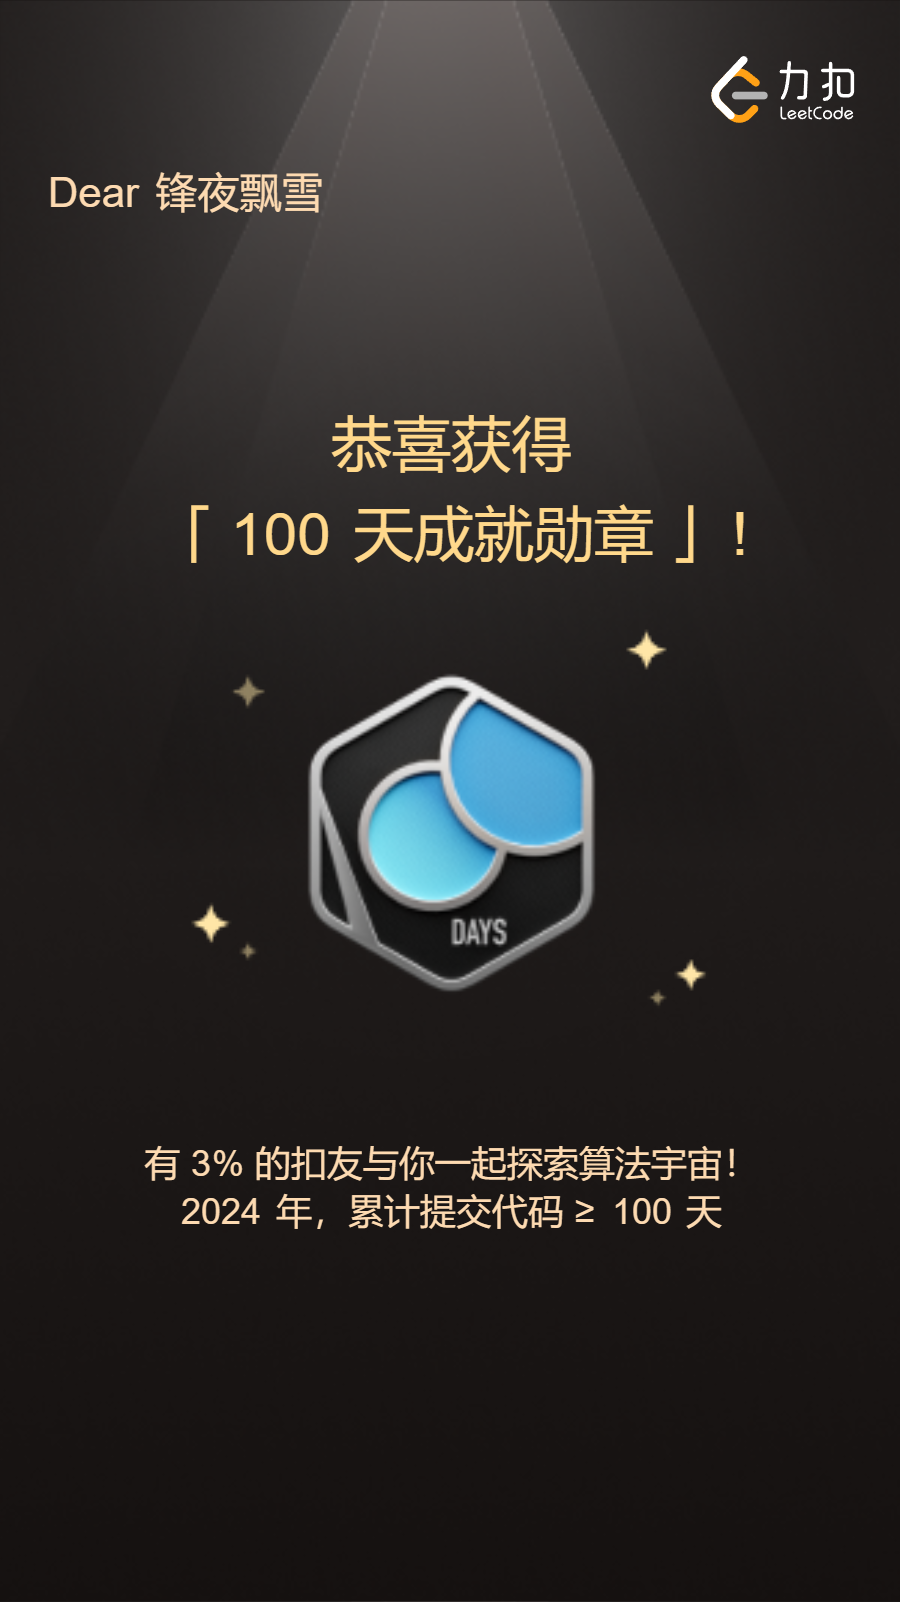 力扣
LeetCode
Dear 锋夜飘雪
恭喜获得
「 100 天成就勋章 」!
DAYS
有 3% 的扣友与你一起探索算法宇宙!
2024 年，累计提交代码 ≥ 100 天